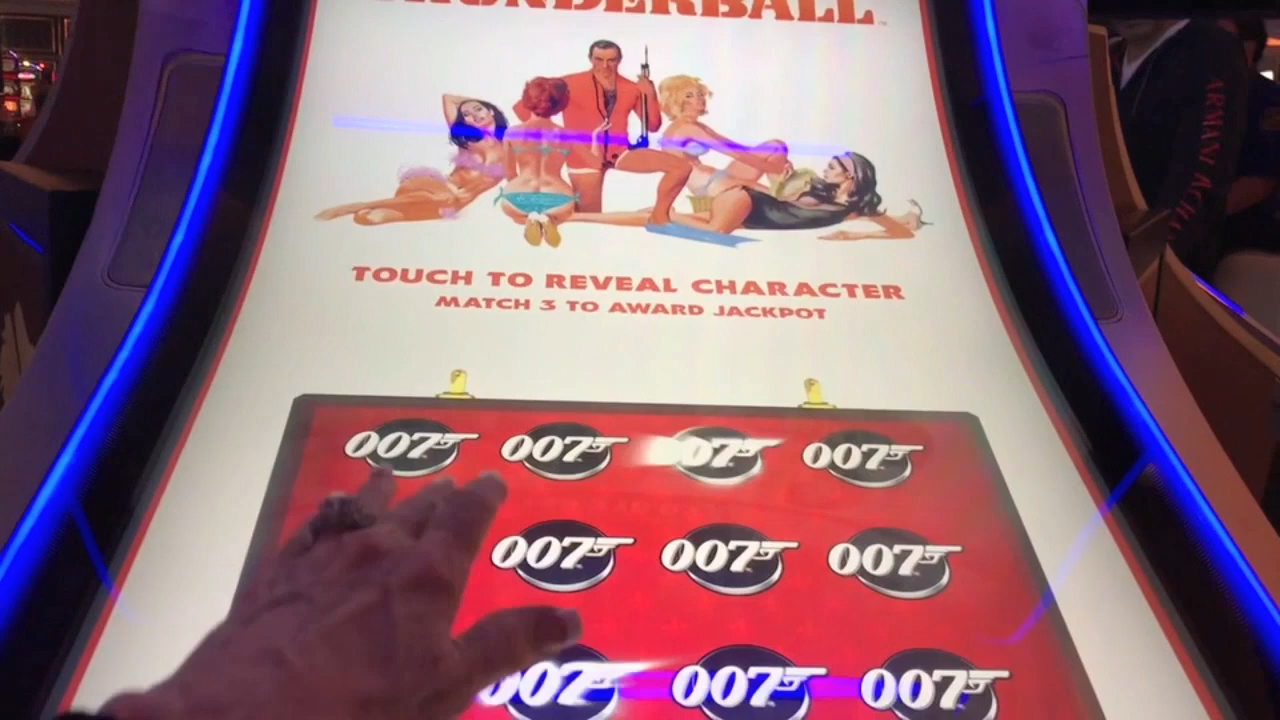 THUNDERBALL
TOUCH TO REVEAL CHARACTER
MATCH 3 TO AWARD JACKPOT
007 007 007 007
007 007 007
007 007 007